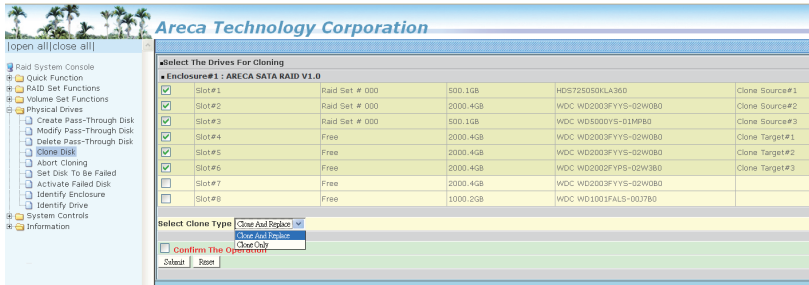 Areca Technology Corporation
|open all|close all|
Raid System Console
Quick Function
RAID Set Functions
Volume Set Functions
Physical Drives
Create Pass-Through Disk
Modify Pass-Through Disk
Delete Pass-Through Disk
Clone Disk
Abort Cloning
Set Disk To Be Failed
Activate Failed Disk
Identify Enclosure
Identify Drive
System Controls
Information
Select The Drives For Cloning
Enclosure#1 : ARECA SATA RAID V1.0
Slot#1 Raid Set # 000 500.1GB HDS725050KLA360 Clone Source#1
Slot#2 Raid Set # 000 2000.4GB WDC WD2003FYYS-02W0B0 Clone Source#2
Slot#3 Raid Set # 000 500.1GB WDC WD5000YS-01MPB0 Clone Source#3
Slot#4 Free 2000.4GB WDC WD2003FYYS-02W0B0 Clone Target#1
Slot#5 Free 2000.4GB WDC WD2003FYYS-02W0B0 Clone Target#2
Slot#6 Free 2000.4GB WDC WD2002FYPS-02W3B0 Clone Target#3
Slot#7 Free 2000.4GB WDC WD2003FYYS-02W0B0
Slot#8 Free 1000.2GB WDC WD1001FALS-00J7B0
Select Clone Type Clone And Replace
Clone And Replace
Clone Only
Confirm The Operation
Submit Reset